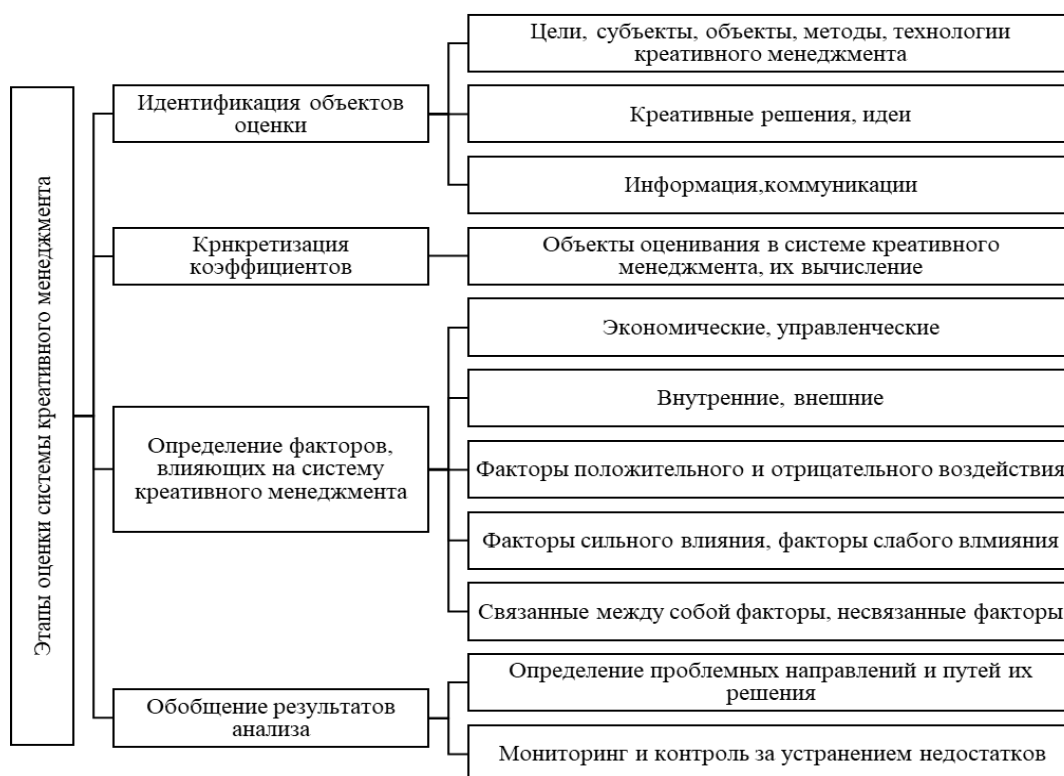 Этапы оценки системы креативного менеджмента
Идентификация объектов
оценки
Цели, субъекты, объекты, методы, технологии
креативного менеджмента
Креативные решения, идеи
Информация,коммуникации
Крнкретизация
коэффициентов
Объекты оценивания в системе креативного
менеджмента, их вычисление
Определение факторов,
влияющих на систему
креативного менеджмента
Экономические, управленческие
Внутренние, внешние
Факторы положительного и отрицательного воздействия
Факторы сильного влияния, факторы слабого влмияния
Связанные между собой факторы, несвязанные факторы
Обобщение результатов
анализа
Определение проблемных направлений и путей их
решения
Мониторинг и контроль за устранением недостатков